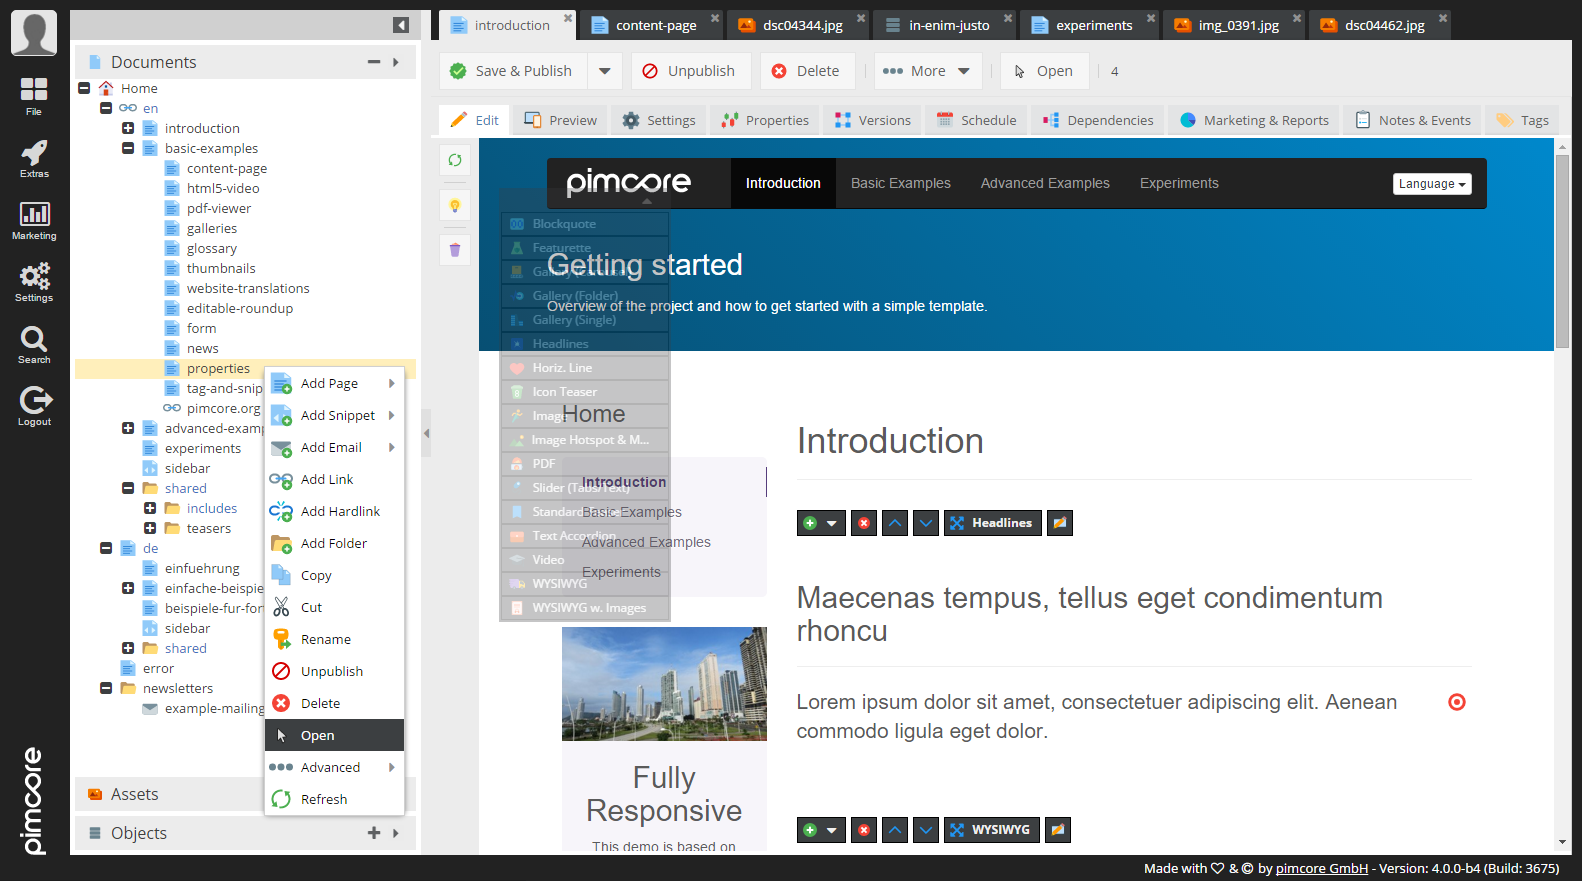 File
Extras
Marketing
Settings
Search
Logout
pimcore
Documents
Home
en
introduction
basic-examples
content-page
html5-video
pdf-viewer
galleries
glossary
thumbnails
website-translations
editable-roundup
form
news
properties
tag-and-snip
pimcore.org
advanced-examp
experiments
sidebar
shared
includes
teasers
de
einfuehrung
einfache-beispie
beispiele-fur-for
sidebar
shared
error
newsletters
example-mailing
Assets
Objects
Add Page
Add Snippet
Add Email
Add Link
Add Hardlink
Add Folder
Copy
Cut
Rename
Unpublish
Delete
Open
Advanced
Refresh
introduction content-page dsc04344.jpg in-enim-justo experiments img_0391.jpg dsc04462.jpg
Save & Publish Unpublish Delete More Open 4
Edit Preview Settings Properties Versions Schedule Dependencies Marketing & Reports Notes & Events Tags
pimcore Introduction Basic Examples Advanced Examples Experiments Language
Getting started
Overview of the project and how to get started with a simple template.
Blockquote
Featurette
Gallery (Carousel)
Gallery (Folder)
Gallery (Single)
Headlines
Horiz. Line
Icon Teaser
Image
Image Hotspot & M...
PDF
Slider (Tabs/Text)
Standard Teaser
Text Accordion
Video
WYSIWYG
WYSIWYG w. Images
Home
Introduction
Basic Examples
Advanced Examples
Experiments
Fully
Responsive
This demo is based on
Introduction
Headlines
Maecenas tempus, tellus eget condimentum
rhoncu
Lorem ipsum dolor sit amet, consectetuer adipiscing elit. Aenean
commodo ligula eget dolor.
WYSIWYG
Made with ♡ & © by pimcore GmbH - Version: 4.0.0-b4 (Build: 3675)